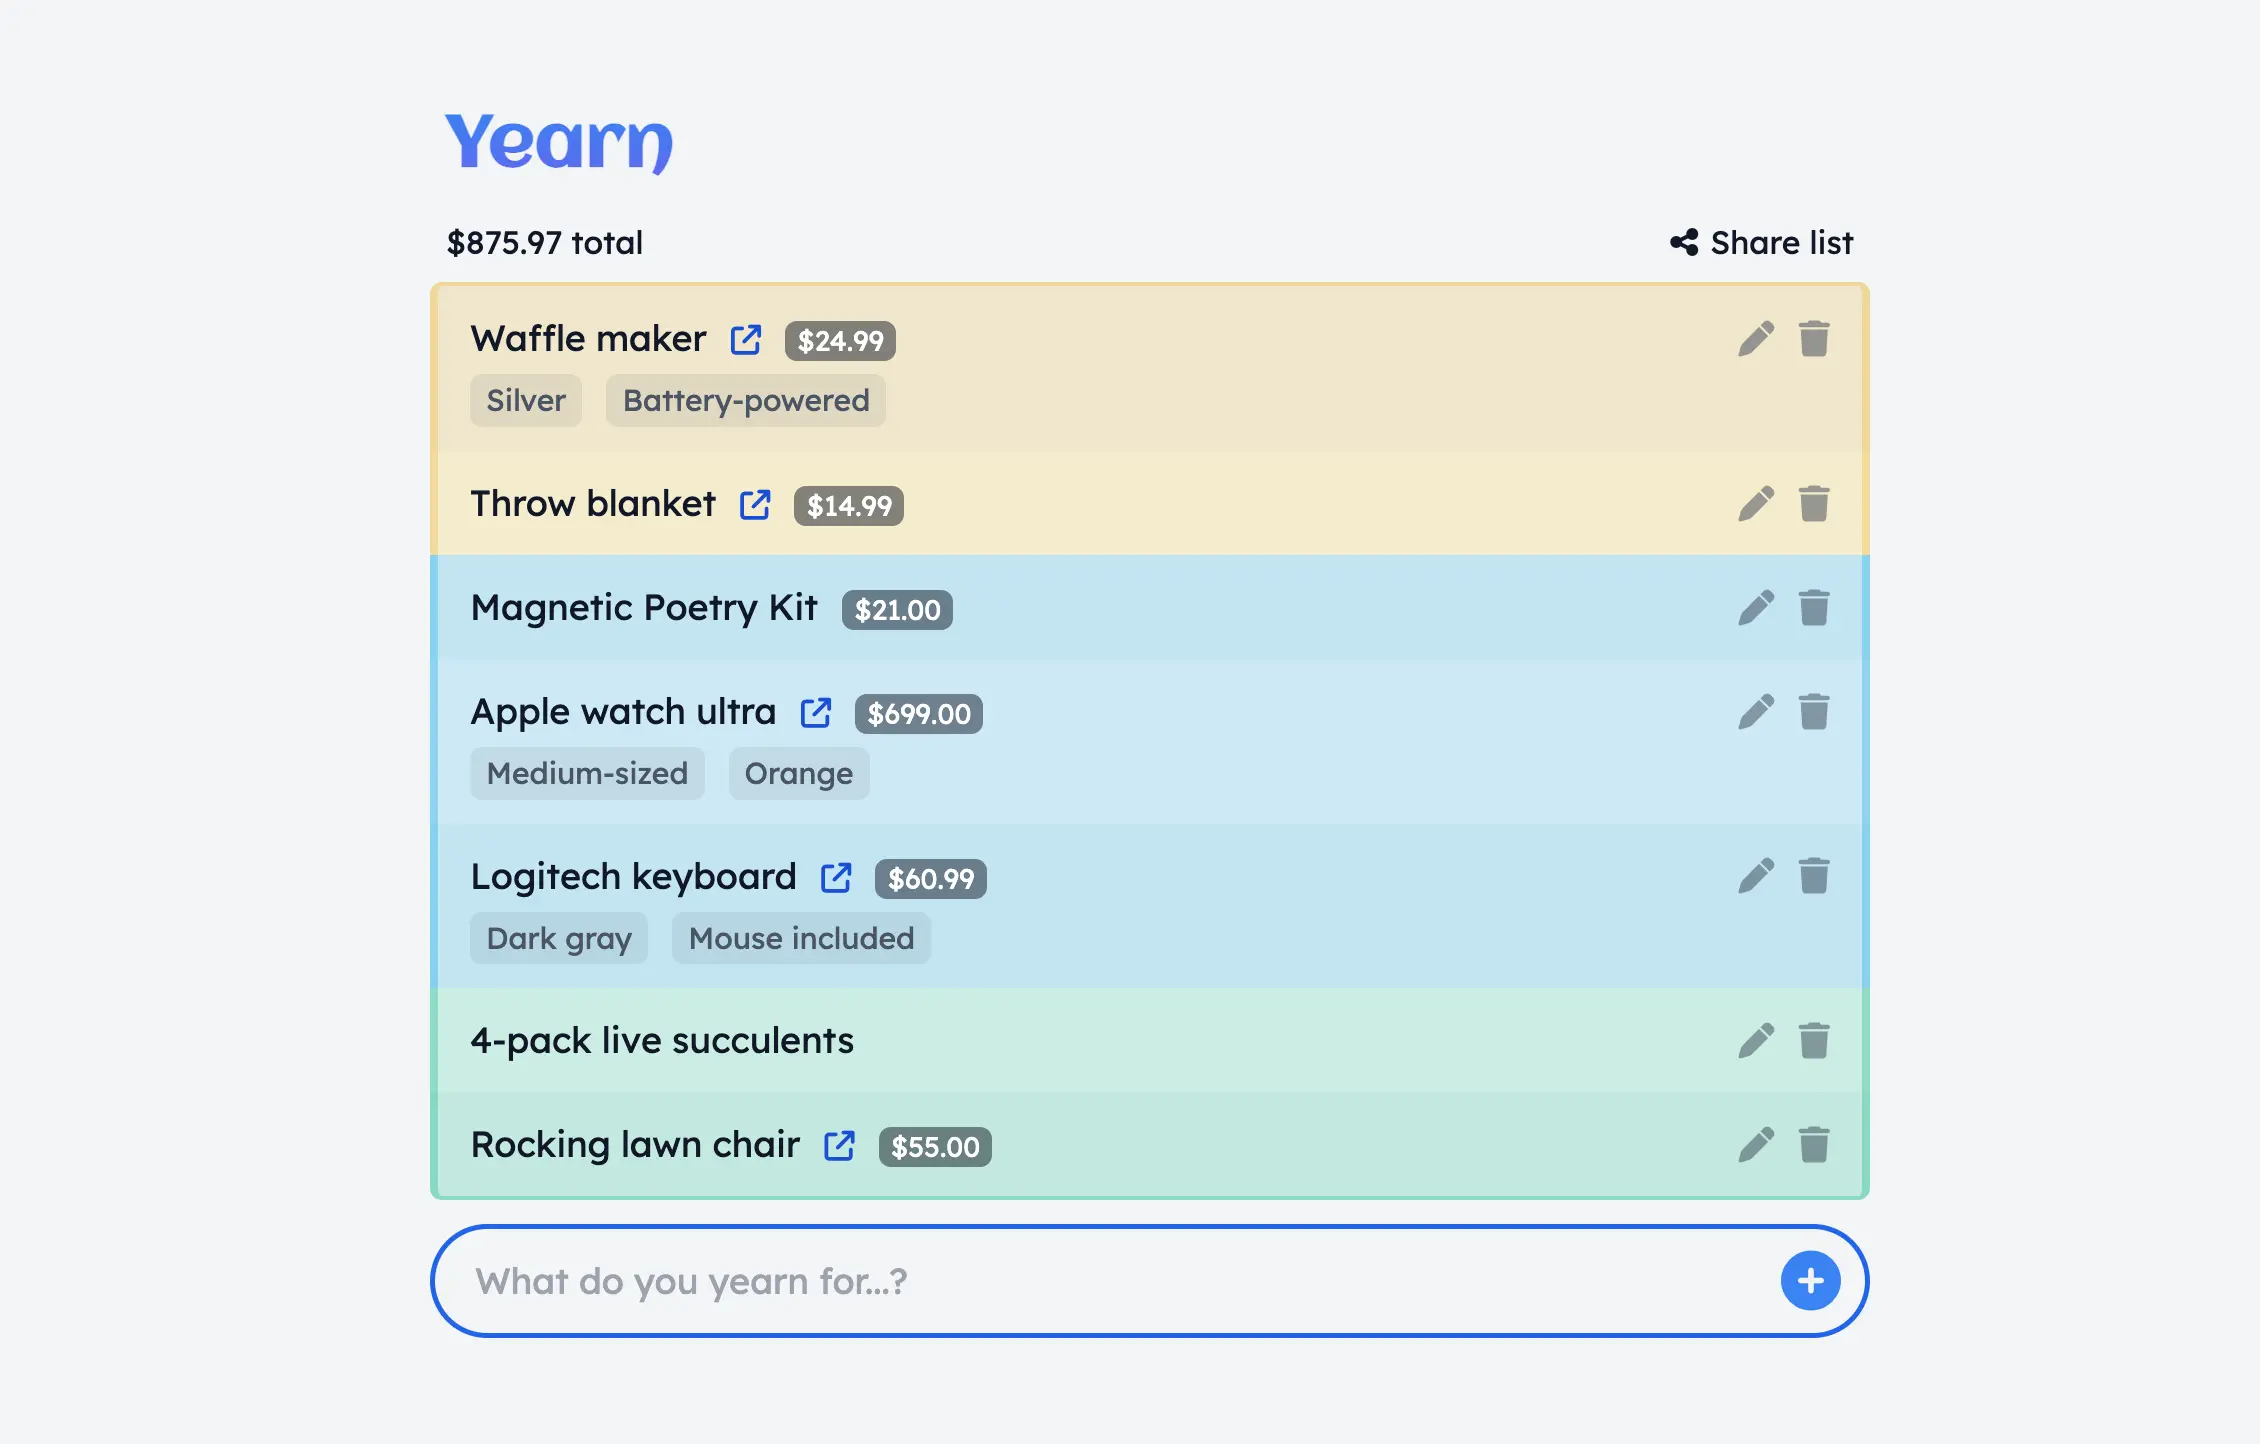 Yearn
$875.97 total
Share list
Waffle maker $24.99
Silver Battery-powered
Throw blanket $14.99
Magnetic Poetry Kit $21.00
Apple watch ultra $699.00
Medium-sized Orange
Logitech keyboard $60.99
Dark gray Mouse included
4-pack live succulents
Rocking lawn chair $55.00
What do you yearn for...?